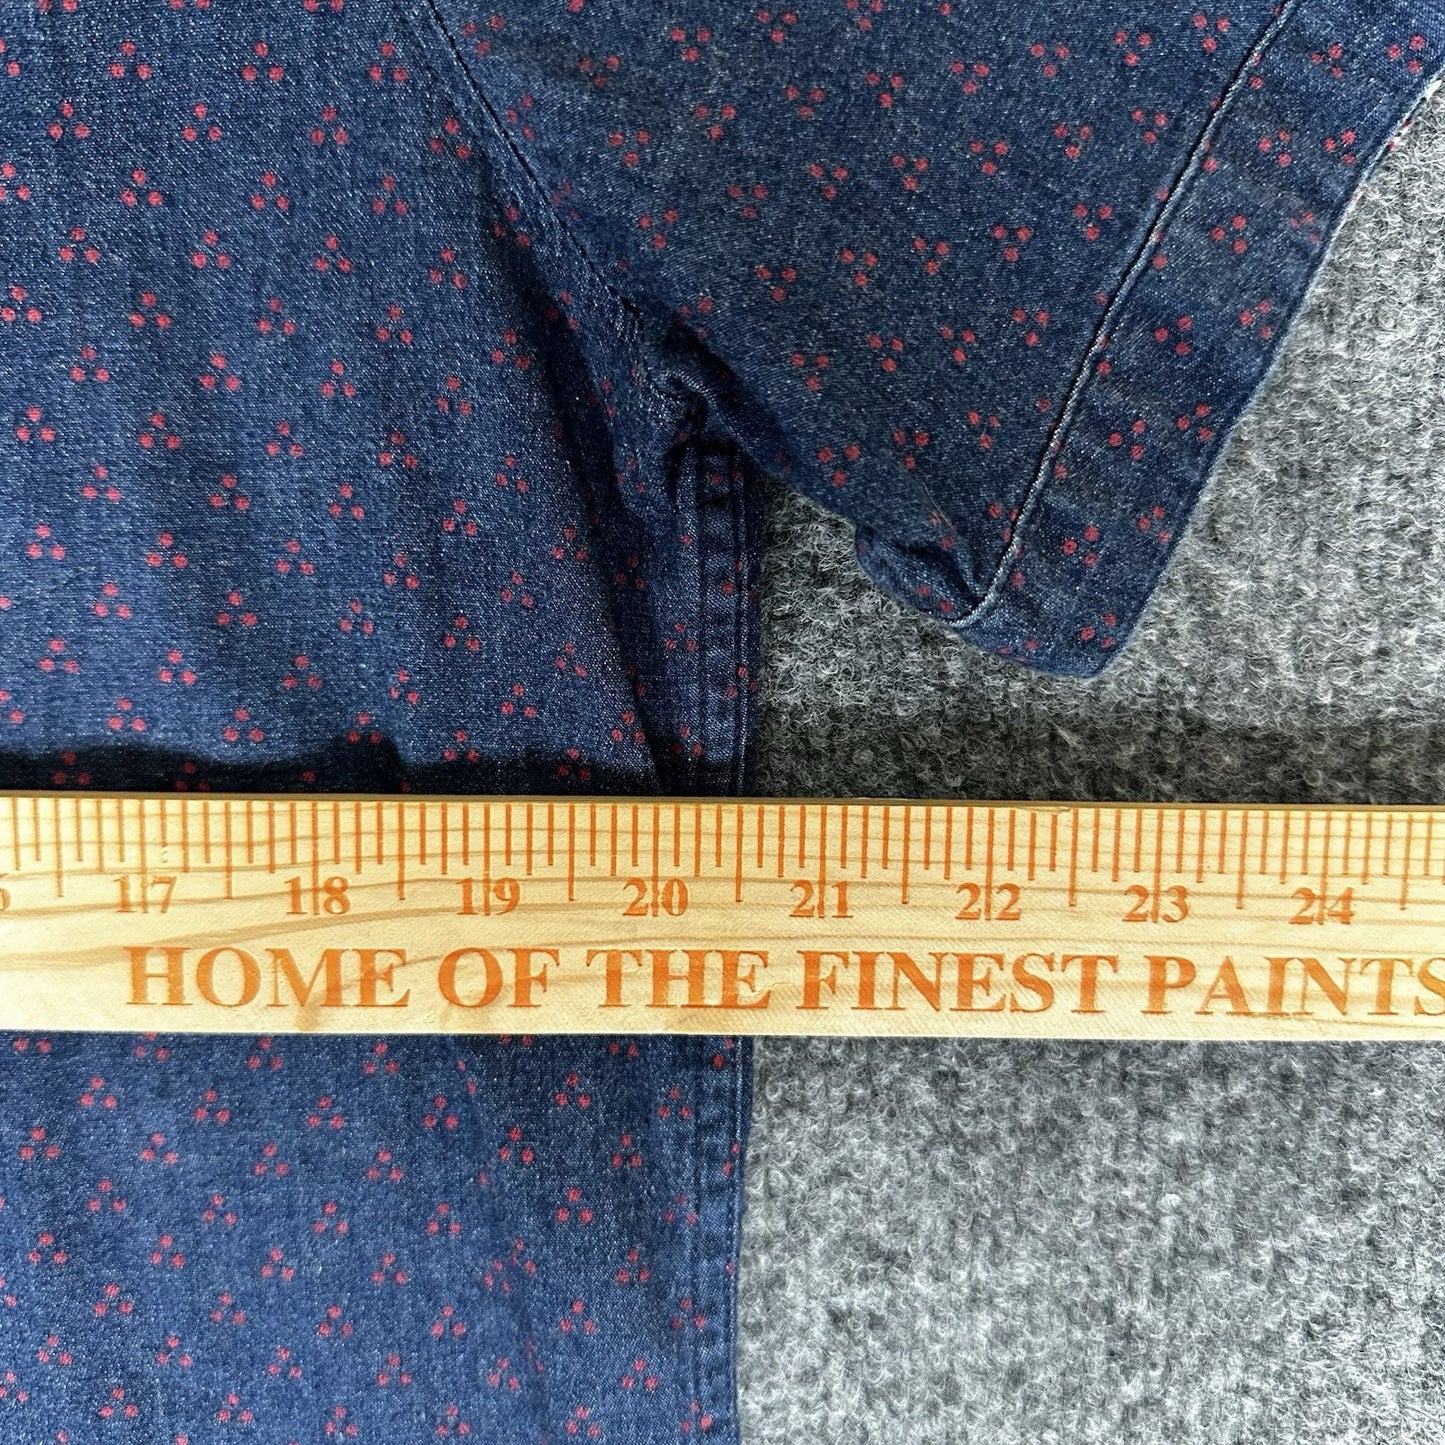 17 18 19 20 21 22 23 24
HOME OF THE FINEST PAINTS